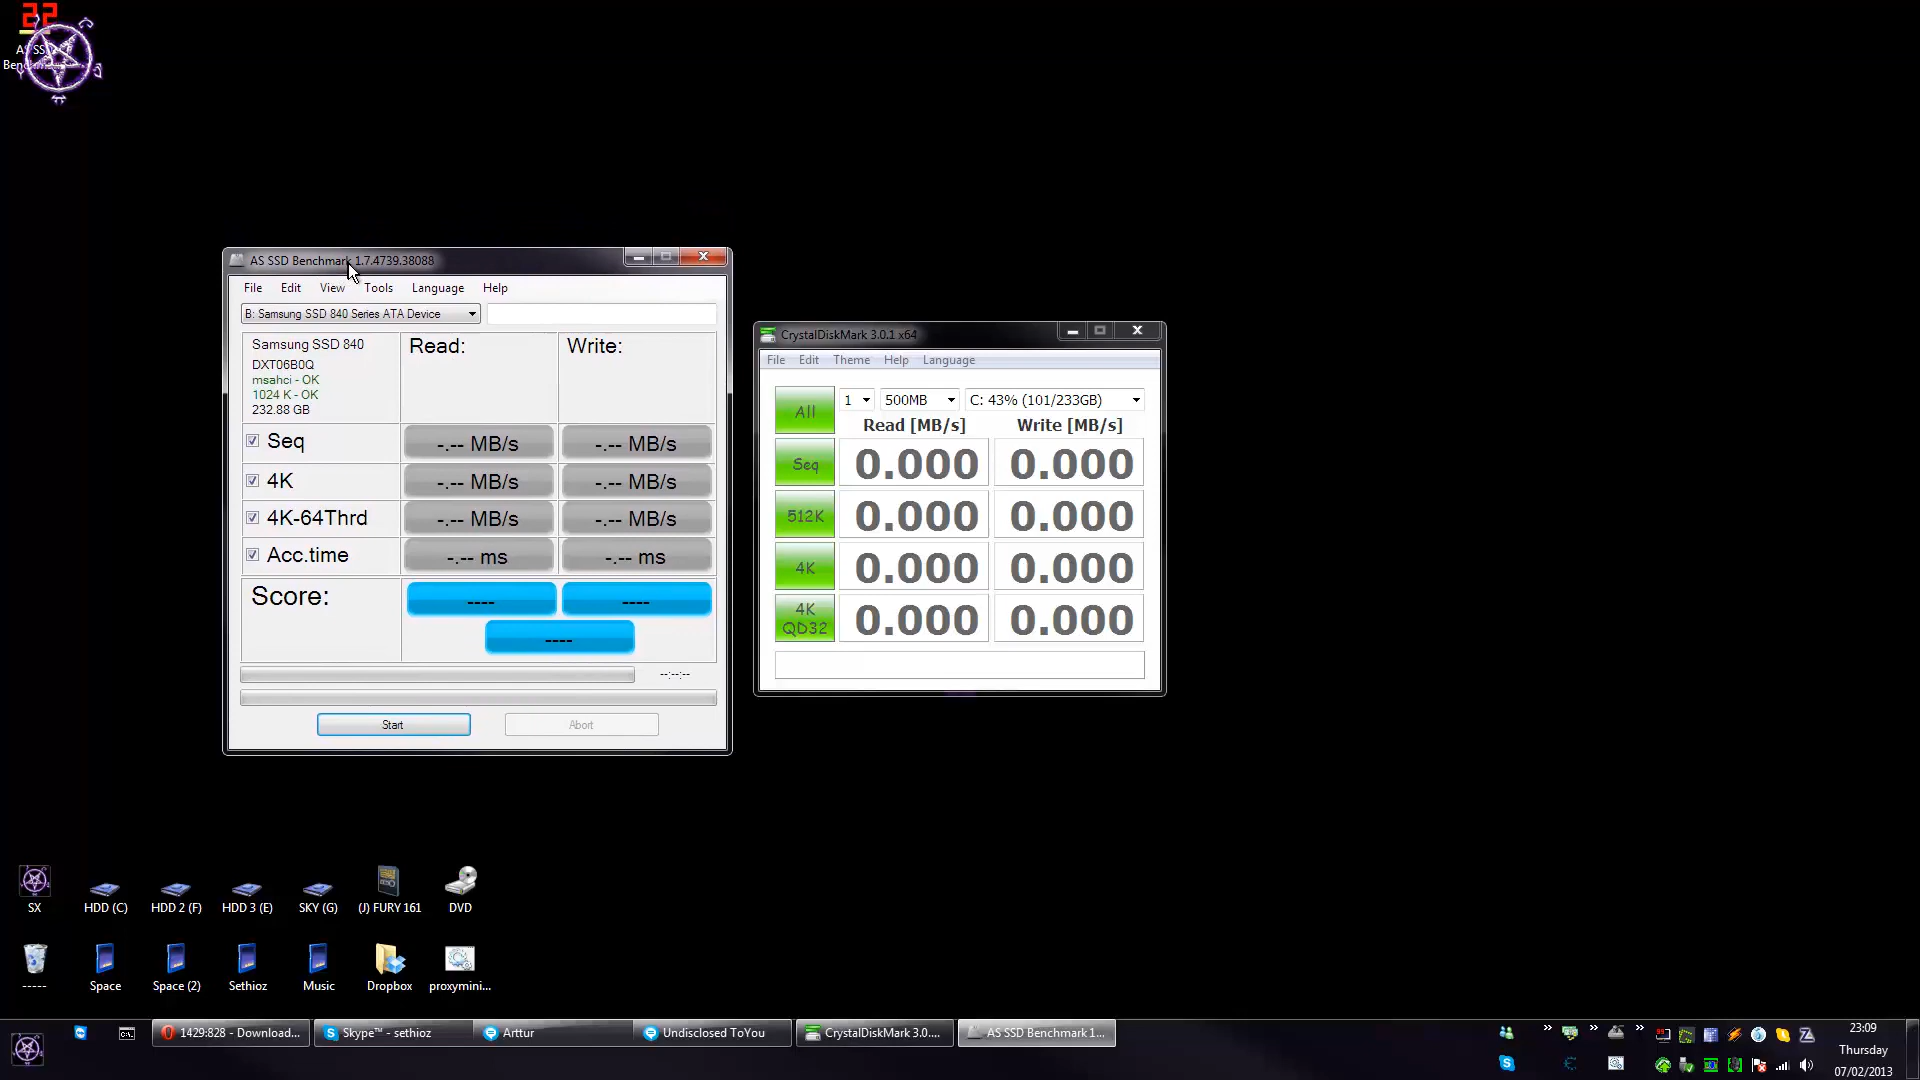 22
AS SSD
Benchmark
AS SSD Benchmark 1.7.4739.38088
File Edit View Tools Language Help
B: Samsung SSD 840 Series ATA Device
Samsung SSD 840
DXT06B0Q
msahci - OK
1024 K - OK
232.88 GB
Read: Write:
Seq -.-- MB/s -.-- MB/s
4K -.-- MB/s -.-- MB/s
4K-64Thrd -.-- MB/s -.-- MB/s
Acc.time -.-- ms -.-- ms
Score: ---- ----
----
--:--:--
Start Abort
CrystalDiskMark 3.0.1 x64
File Edit Theme Help Language
All 1 500MB C: 43% (101/233GB)
Read [MB/s] Write [MB/s]
Seq 0.000 0.000
512K 0.000 0.000
4K 0.000 0.000
4K
QD32 0.000 0.000
SX HDD (C) HDD 2 (F) HDD 3 (E) SKY (G) (J) FURY 161 DVD
----- Space Space (2) Sethioz Music Dropbox proxymini...
1429:828 - Download... Skype™ - sethioz Arttur Undisclosed ToYou CrystalDiskMark 3.0.... AS SSD Benchmark 1...
23:09
Thursday
07/02/2013